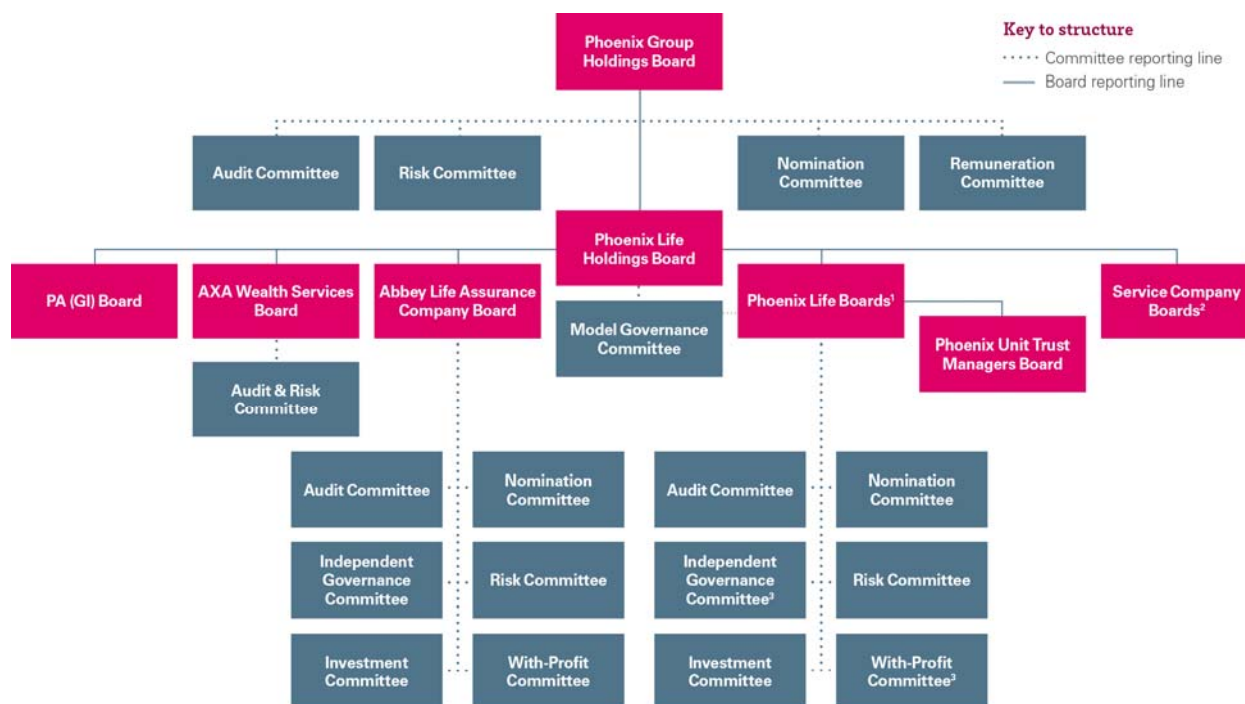 Phoenix Group
Holdings Board
Key to structure
Committee reporting line
Board reporting line
Audit Committee
Risk Committee
Nomination
Committee
Remuneration
Committee
Phoenix Life
Holdings Board
PA (GI) Board
AXA Wealth Services
Board
Abbey Life Assurance
Company Board
Phoenix Life Boards¹
Service Company
Boards²
Model Governance
Committee
Phoenix Unit Trust
Managers Board
Audit & Risk
Committee
Audit Committee
Nomination
Committee
Audit Committee
Nomination
Committee
Independent
Governance
Committee
Risk Committee
Independent
Governance
Committee³
Risk Committee
Investment
Committee
With-Profit
Committee
Investment
Committee
With-Profit
Committee³